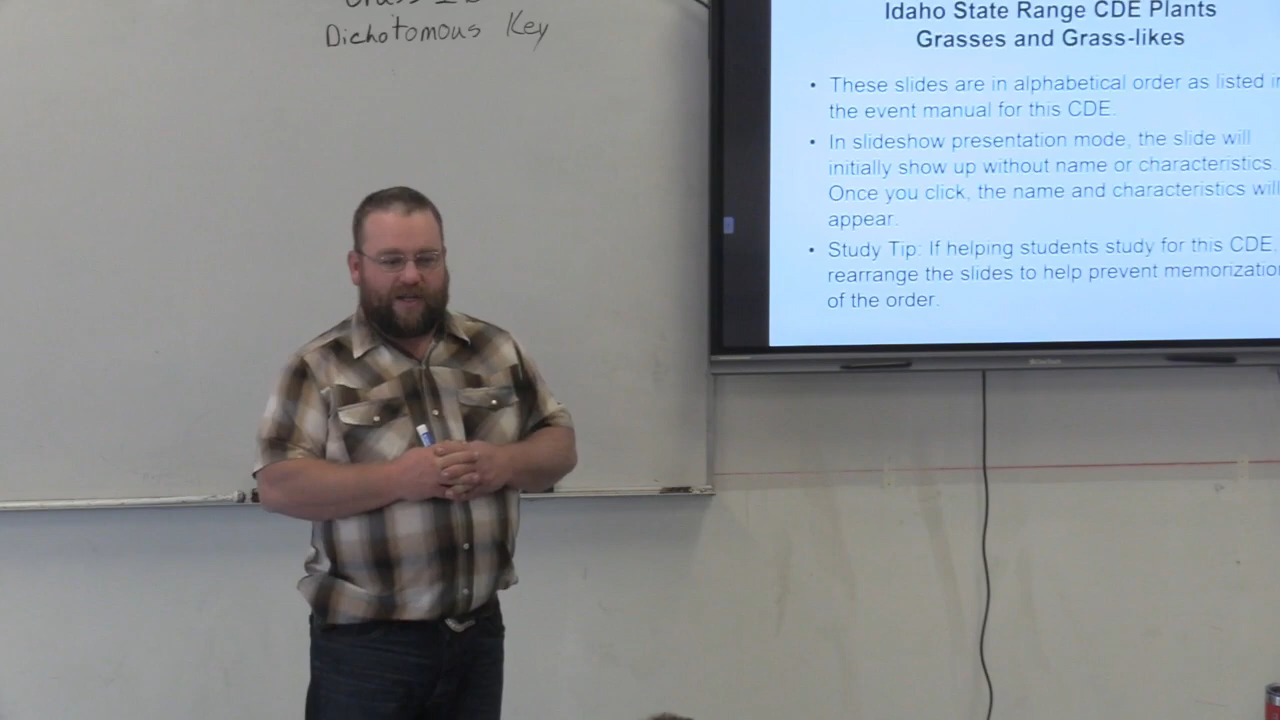 Dichotomous Key
Idaho State Range CDE Plants
Grasses and Grass-likes
• These slides are in alphabetical order as listed in
the event manual for this CDE.
• In slideshow presentation mode, the slide will
initially show up without name or characteristics.
Once you click, the name and characteristics will
appear.
• Study Tip: If helping students study for this CDE,
rearrange the slides to help prevent memorization
of the order.